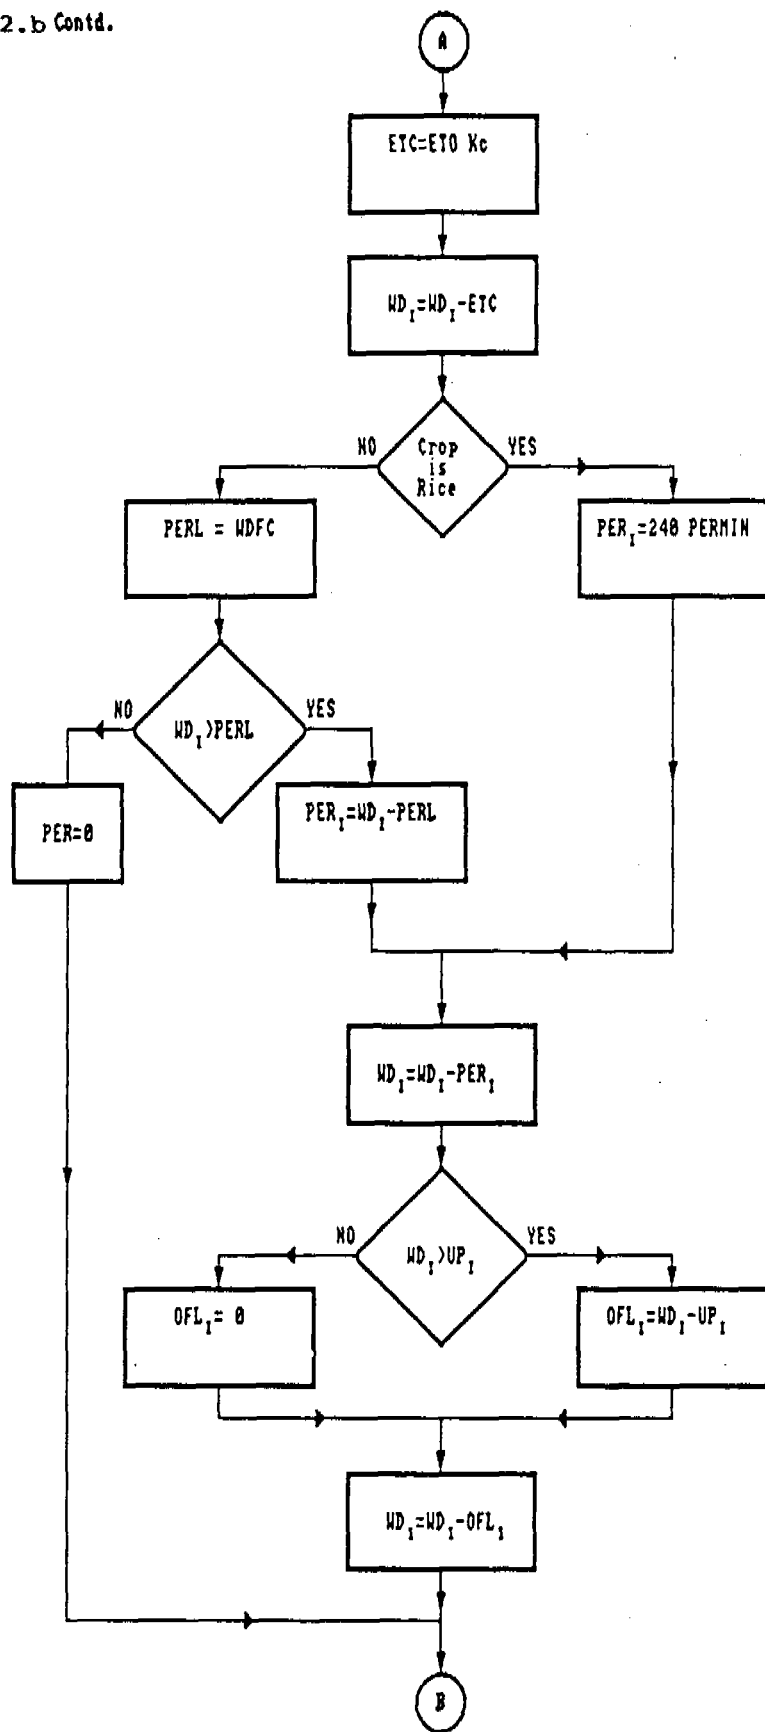 2.b Contd.
A
ETC=ETO Kc
WD_I=WD_I-ETC
NO
Crop
is
Rice
YES
PERL = WDFC
PER_I=240 PERMIN
NO
WD_I>PERL
YES
PER=0
PER_I=WD_I-PERL
WD_I=WD_I-PER_I
NO
WD_I>UP_I
YES
OFL_I= 0
OFL_I=WD_I-UP_I
WD_I=WD_I-OFL_I
B